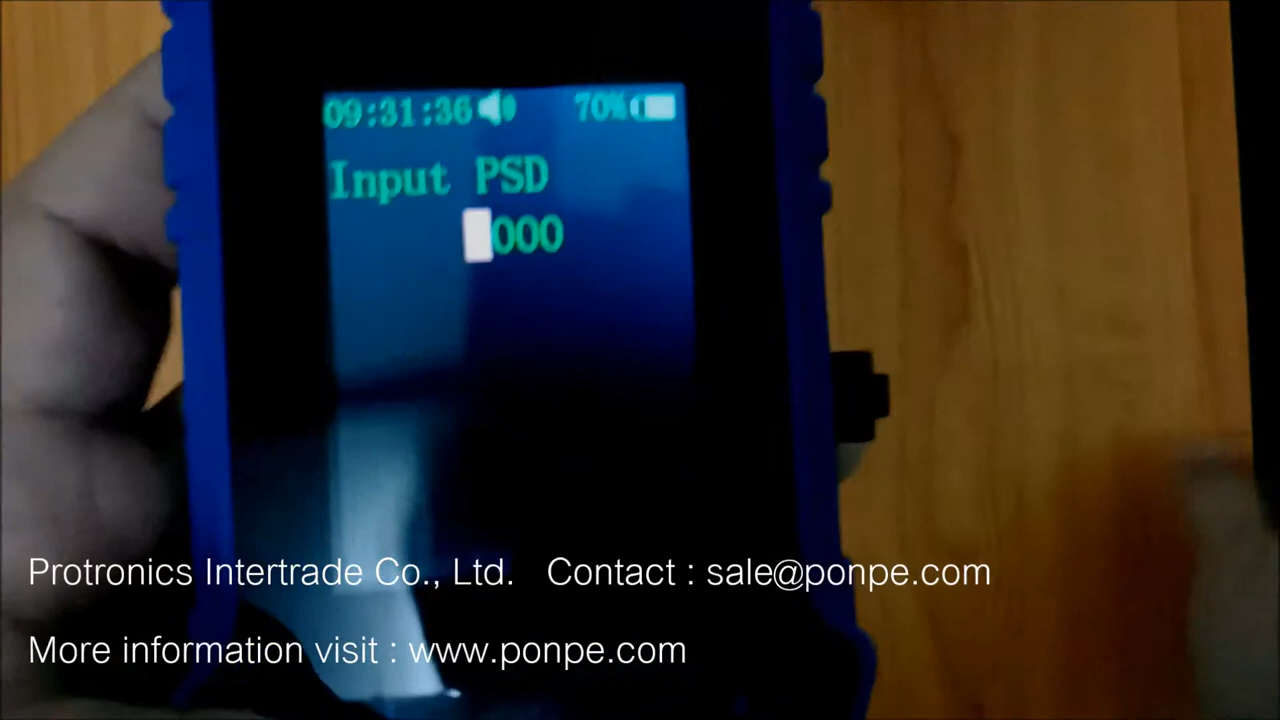 09:31:36 70%
Input PSD
000
Protronics Intertrade Co., Ltd. Contact : sale@ponpe.com
More information visit : www.ponpe.com